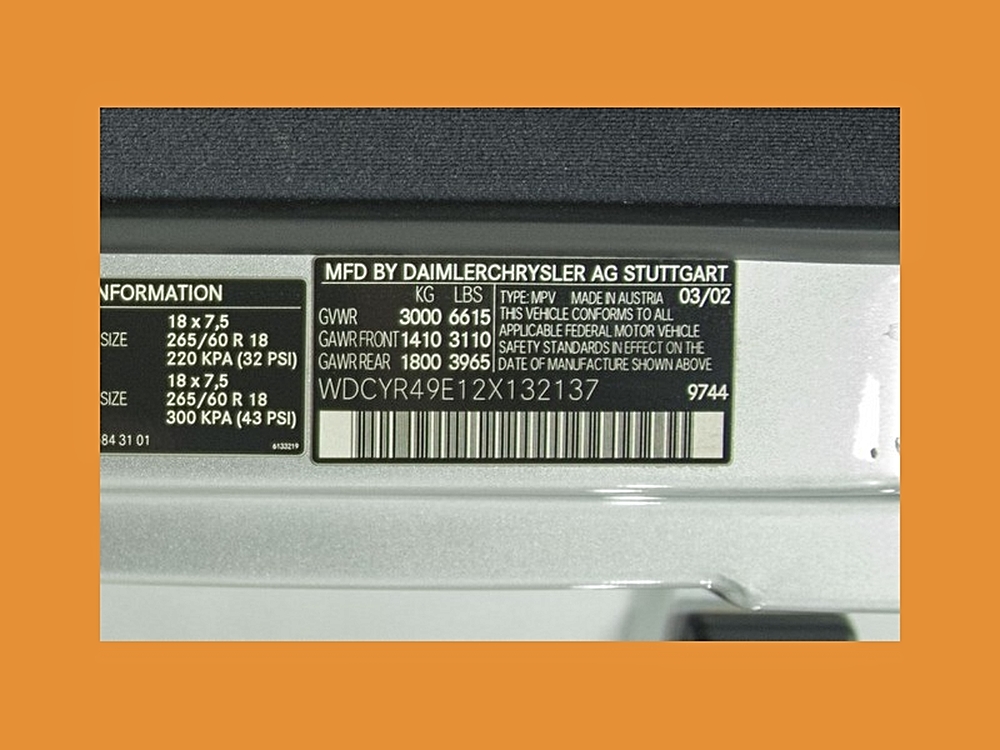 NFORMATION
18 x 7,5
SIZE 265/60 R 18
220 KPA (32 PSI)
18 x 7,5
SIZE 265/60 R 18
300 KPA (43 PSI)
84 31 01 6133219
MFD BY DAIMLERCHRYSLER AG STUTTGART
KG LBS
GVWR 3000 6615
GAWR FRONT 1410 3110
GAWR REAR 1800 3965
TYPE: MPV MADE IN AUSTRIA 03/02
THIS VEHICLE CONFORMS TO ALL
APPLICABLE FEDERAL MOTOR VEHICLE
SAFETY STANDARDS IN EFFECT ON THE
DATE OF MANUFACTURE SHOWN ABOVE
WDCYR49E12X132137 9744